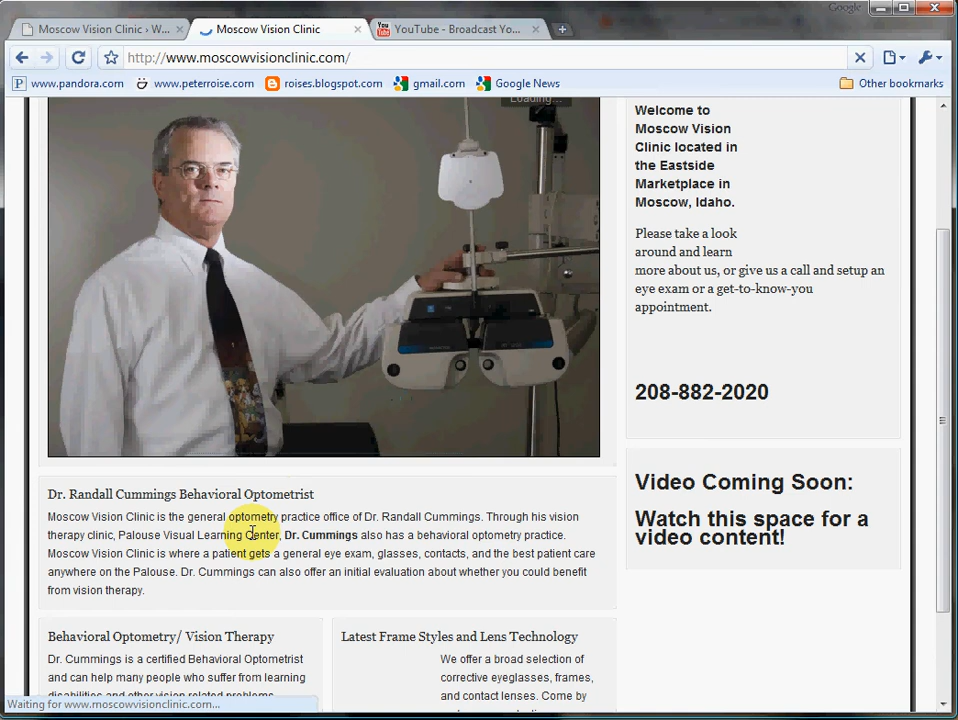 Google
Moscow Vision Clinic › W...
Moscow Vision Clinic
YouTube - Broadcast Yo...
http://www.moscowvisionclinic.com/
www.pandora.com
www.peterroise.com
roises.blogspot.com
gmail.com
Google News
Other bookmarks
Loading...
Welcome to
Moscow Vision
Clinic located in
the Eastside
Marketplace in
Moscow, Idaho.
Please take a look
around and learn
more about us, or give us a call and setup an
eye exam or a get-to-know-you
appointment.
208-882-2020
Dr. Randall Cummings Behavioral Optometrist
Moscow Vision Clinic is the general optometry practice office of Dr. Randall Cummings. Through his vision
therapy clinic, Palouse Visual Learning Center, Dr. Cummings also has a behavioral optometry practice.
Moscow Vision Clinic is where a patient gets a general eye exam, glasses, contacts, and the best patient care
anywhere on the Palouse. Dr. Cummings can also offer an initial evaluation about whether you could benefit
from vision therapy.
Video Coming Soon:
Watch this space for a
video content!
Behavioral Optometry/ Vision Therapy
Dr. Cummings is a certified Behavioral Optometrist
and can help many people who suffer from learning
disabilities and other vision related problems
Latest Frame Styles and Lens Technology
We offer a broad selection of
corrective eyeglasses, frames,
and contact lenses. Come by
Waiting for www.moscowvisionclinic.com...